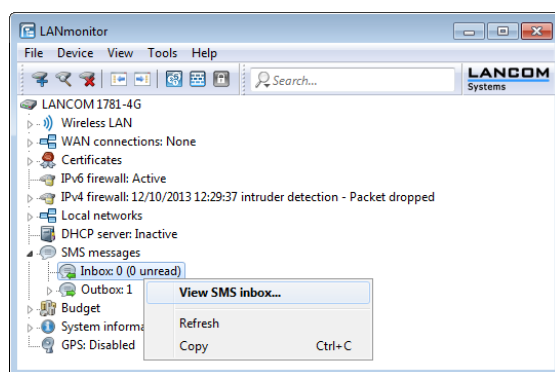 LANmonitor
File Device View Tools Help
Search...
LANCOM
Systems
LANCOM 1781-4G
Wireless LAN
WAN connections: None
Certificates
IPv6 firewall: Active
IPv4 firewall: 12/10/2013 12:29:37 intruder detection - Packet dropped
Local networks
DHCP server: Inactive
SMS messages
Inbox: 0 (0 unread)
Outbox: 1
View SMS inbox...
Budget
System informa
Refresh
GPS: Disabled
Copy Ctrl+C